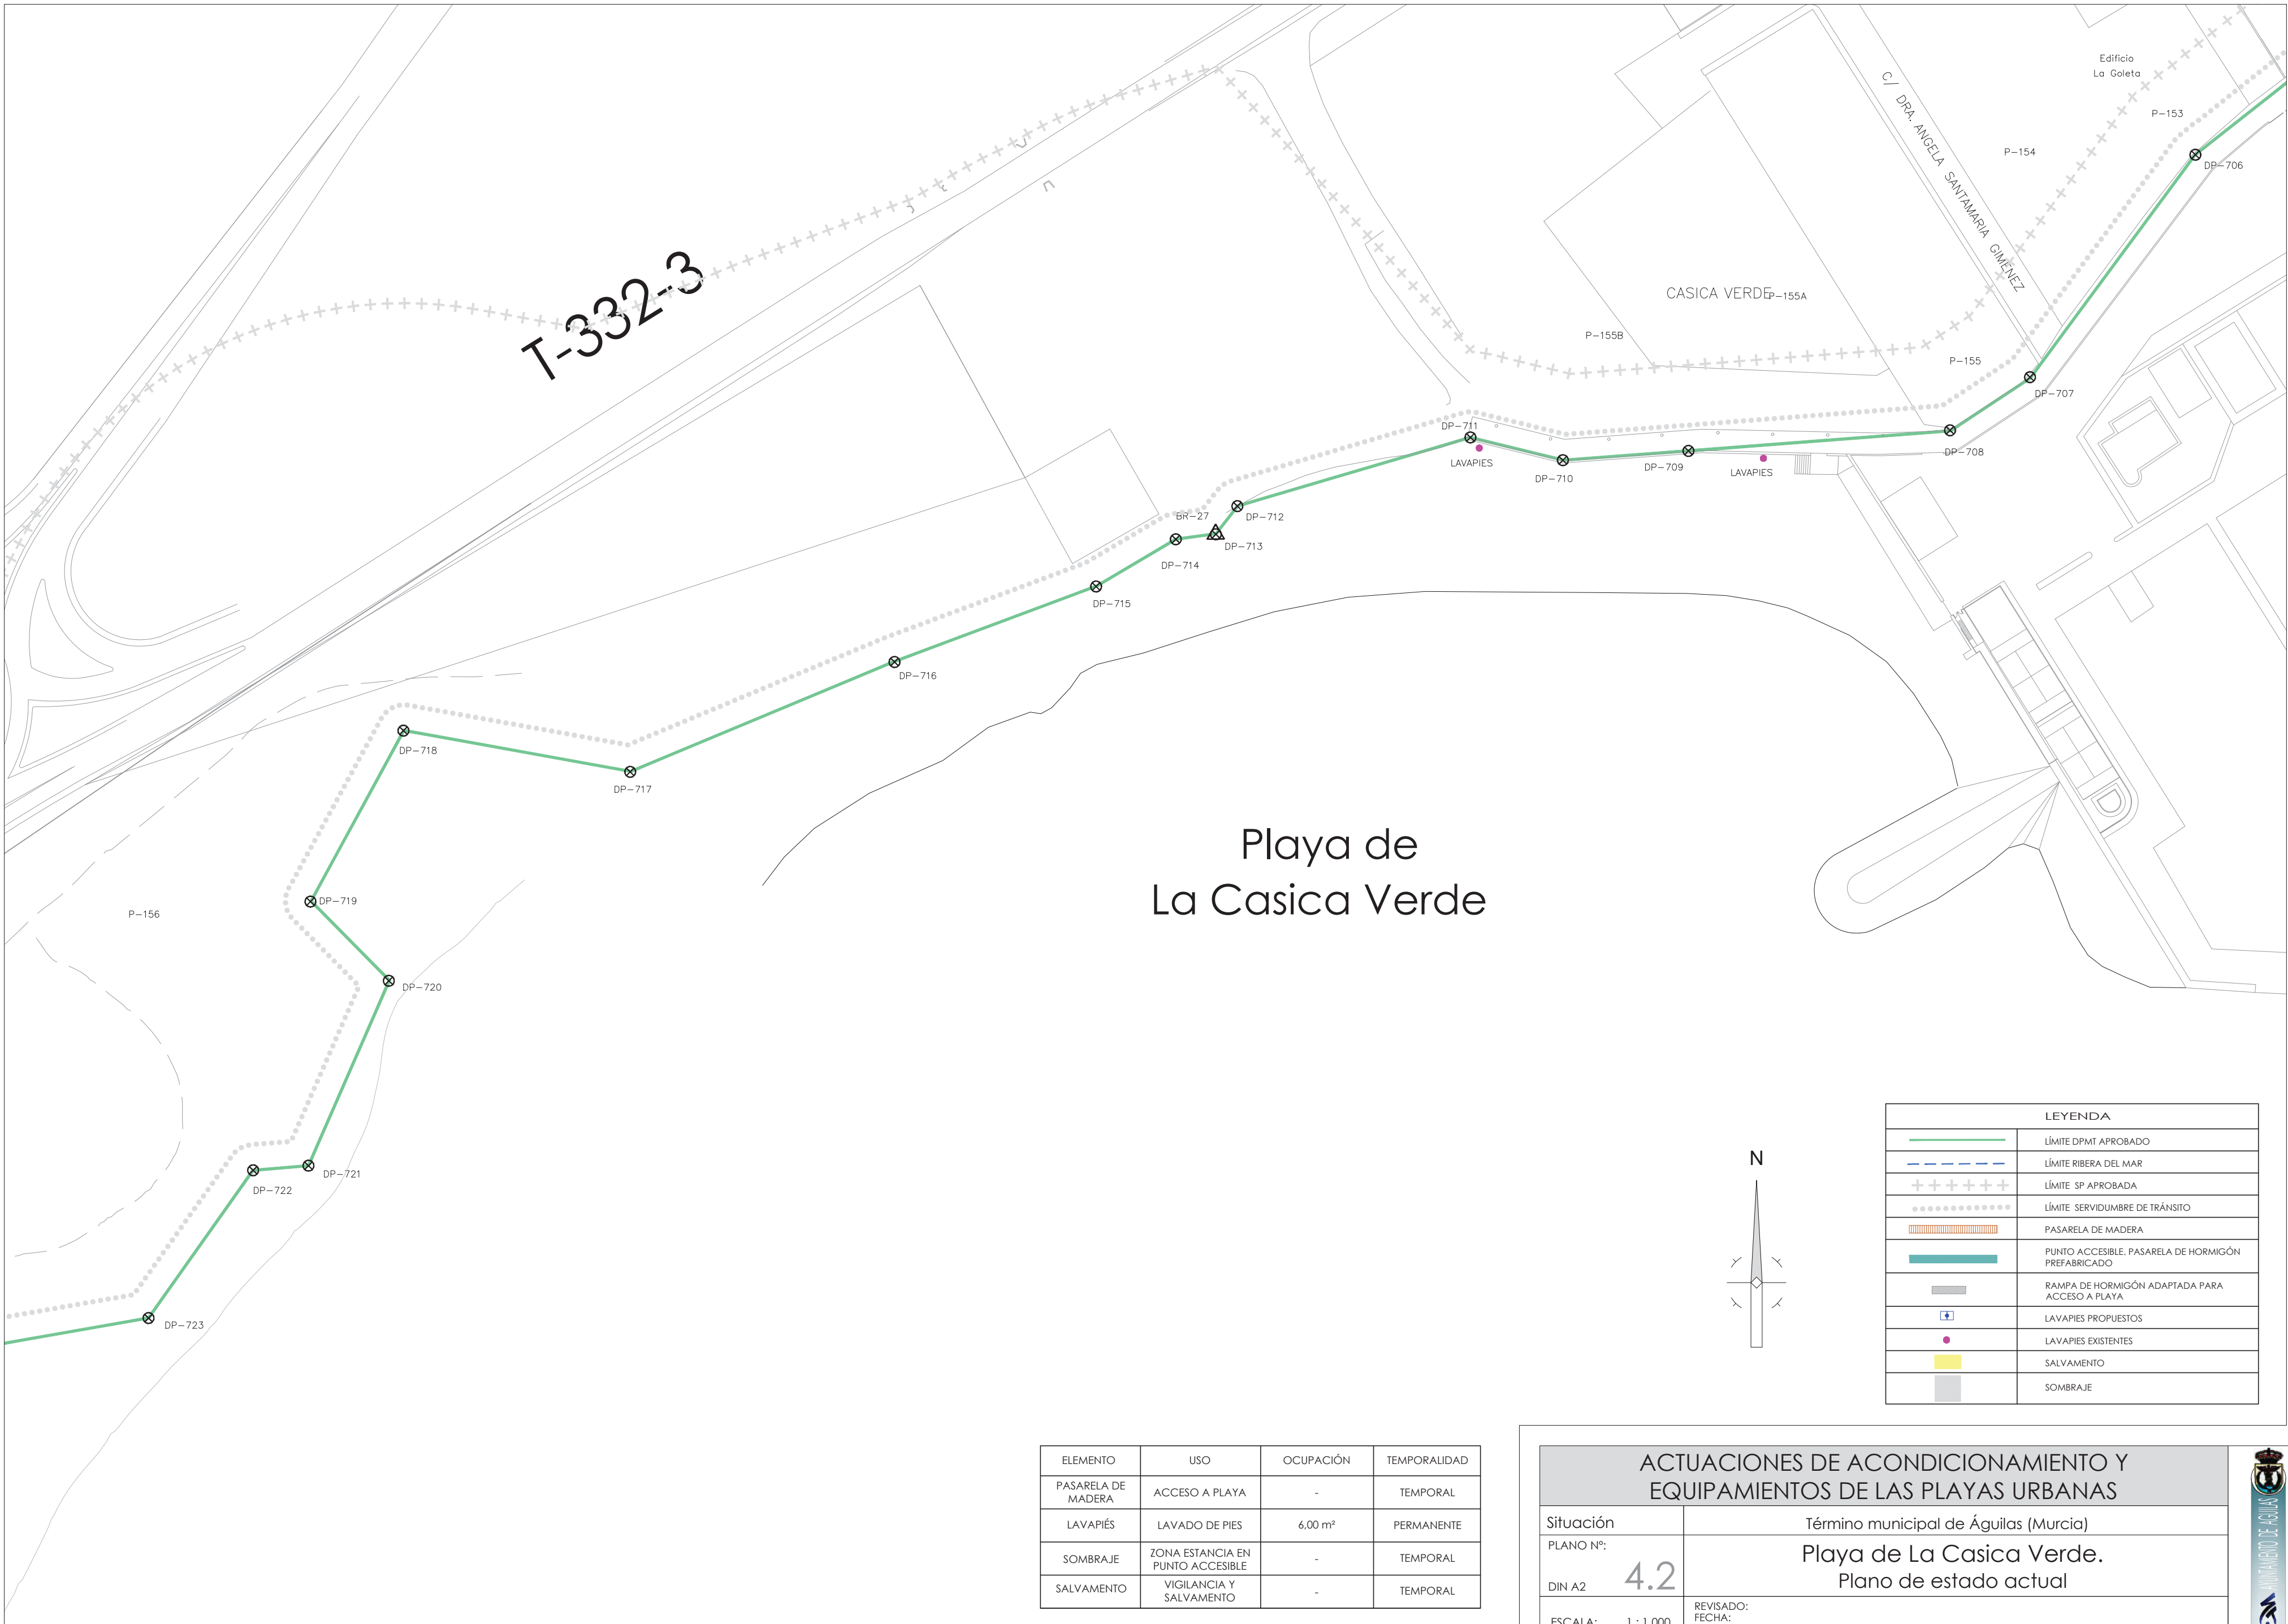 Edificio
La Goleta
P-153
P-154
DP-706
C/ DRA. ANGELA SANTAMARIA GIMENEZ
T-332-3
CASICA VERDE
P-155A
P-155B
P-155
DP-707
DP-711
DP-708
LAVAPIES
DP-710
DP-709
LAVAPIES
BR-27
DP-712
DP-713
DP-714
DP-715
DP-716
DP-718
DP-717
Playa de
La Casica Verde
DP-719
P-156
DP-720
DP-721
DP-722
DP-723
N
LEYENDA
LÍMITE DPMT APROBADO
LÍMITE RIBERA DEL MAR
LÍMITE SP APROBADA
LÍMITE SERVIDUMBRE DE TRÁNSITO
PASARELA DE MADERA
PUNTO ACCESIBLE. PASARELA DE HORMIGÓN
PREFABRICADO
RAMPA DE HORMIGÓN ADAPTADA PARA
ACCESO A PLAYA
LAVAPIES PROPUESTOS
LAVAPIES EXISTENTES
SALVAMENTO
SOMBRAJE
ELEMENTO USO OCUPACIÓN TEMPORALIDAD
PASARELA DE
MADERA ACCESO A PLAYA - TEMPORAL
LAVAPIÉS LAVADO DE PIES 6,00 m² PERMANENTE
SOMBRAJE ZONA ESTANCIA EN
PUNTO ACCESIBLE - TEMPORAL
SALVAMENTO VIGILANCIA Y
SALVAMENTO - TEMPORAL
ACTUACIONES DE ACONDICIONAMIENTO Y
EQUIPAMIENTOS DE LAS PLAYAS URBANAS
Situación Término municipal de Águilas (Murcia)
PLANO Nº:
4.2
DIN A2
Playa de La Casica Verde.
Plano de estado actual
ESCALA: 1 : 1.000
REVISADO:
FECHA:
AYUNTAMIENTO DE AGUILAS